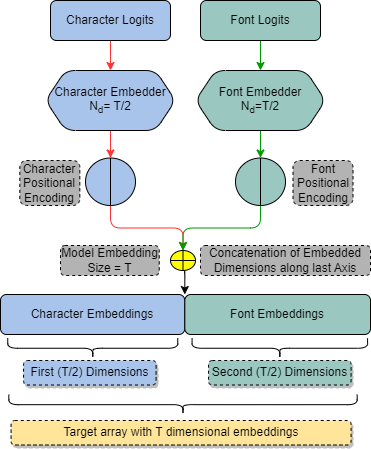 Character Logits
Font Logits
Character Embedder
N_d= T/2
Font Embedder
N_d=T/2
Character
Positional
Encoding
Font
Positional
Encoding
Model Embedding
Size = T
Concatenation of Embedded
Dimensions along last Axis
Character Embeddings
Font Embeddings
First (T/2) Dimensions
Second (T/2) Dimensions
Target array with T dimensional embeddings